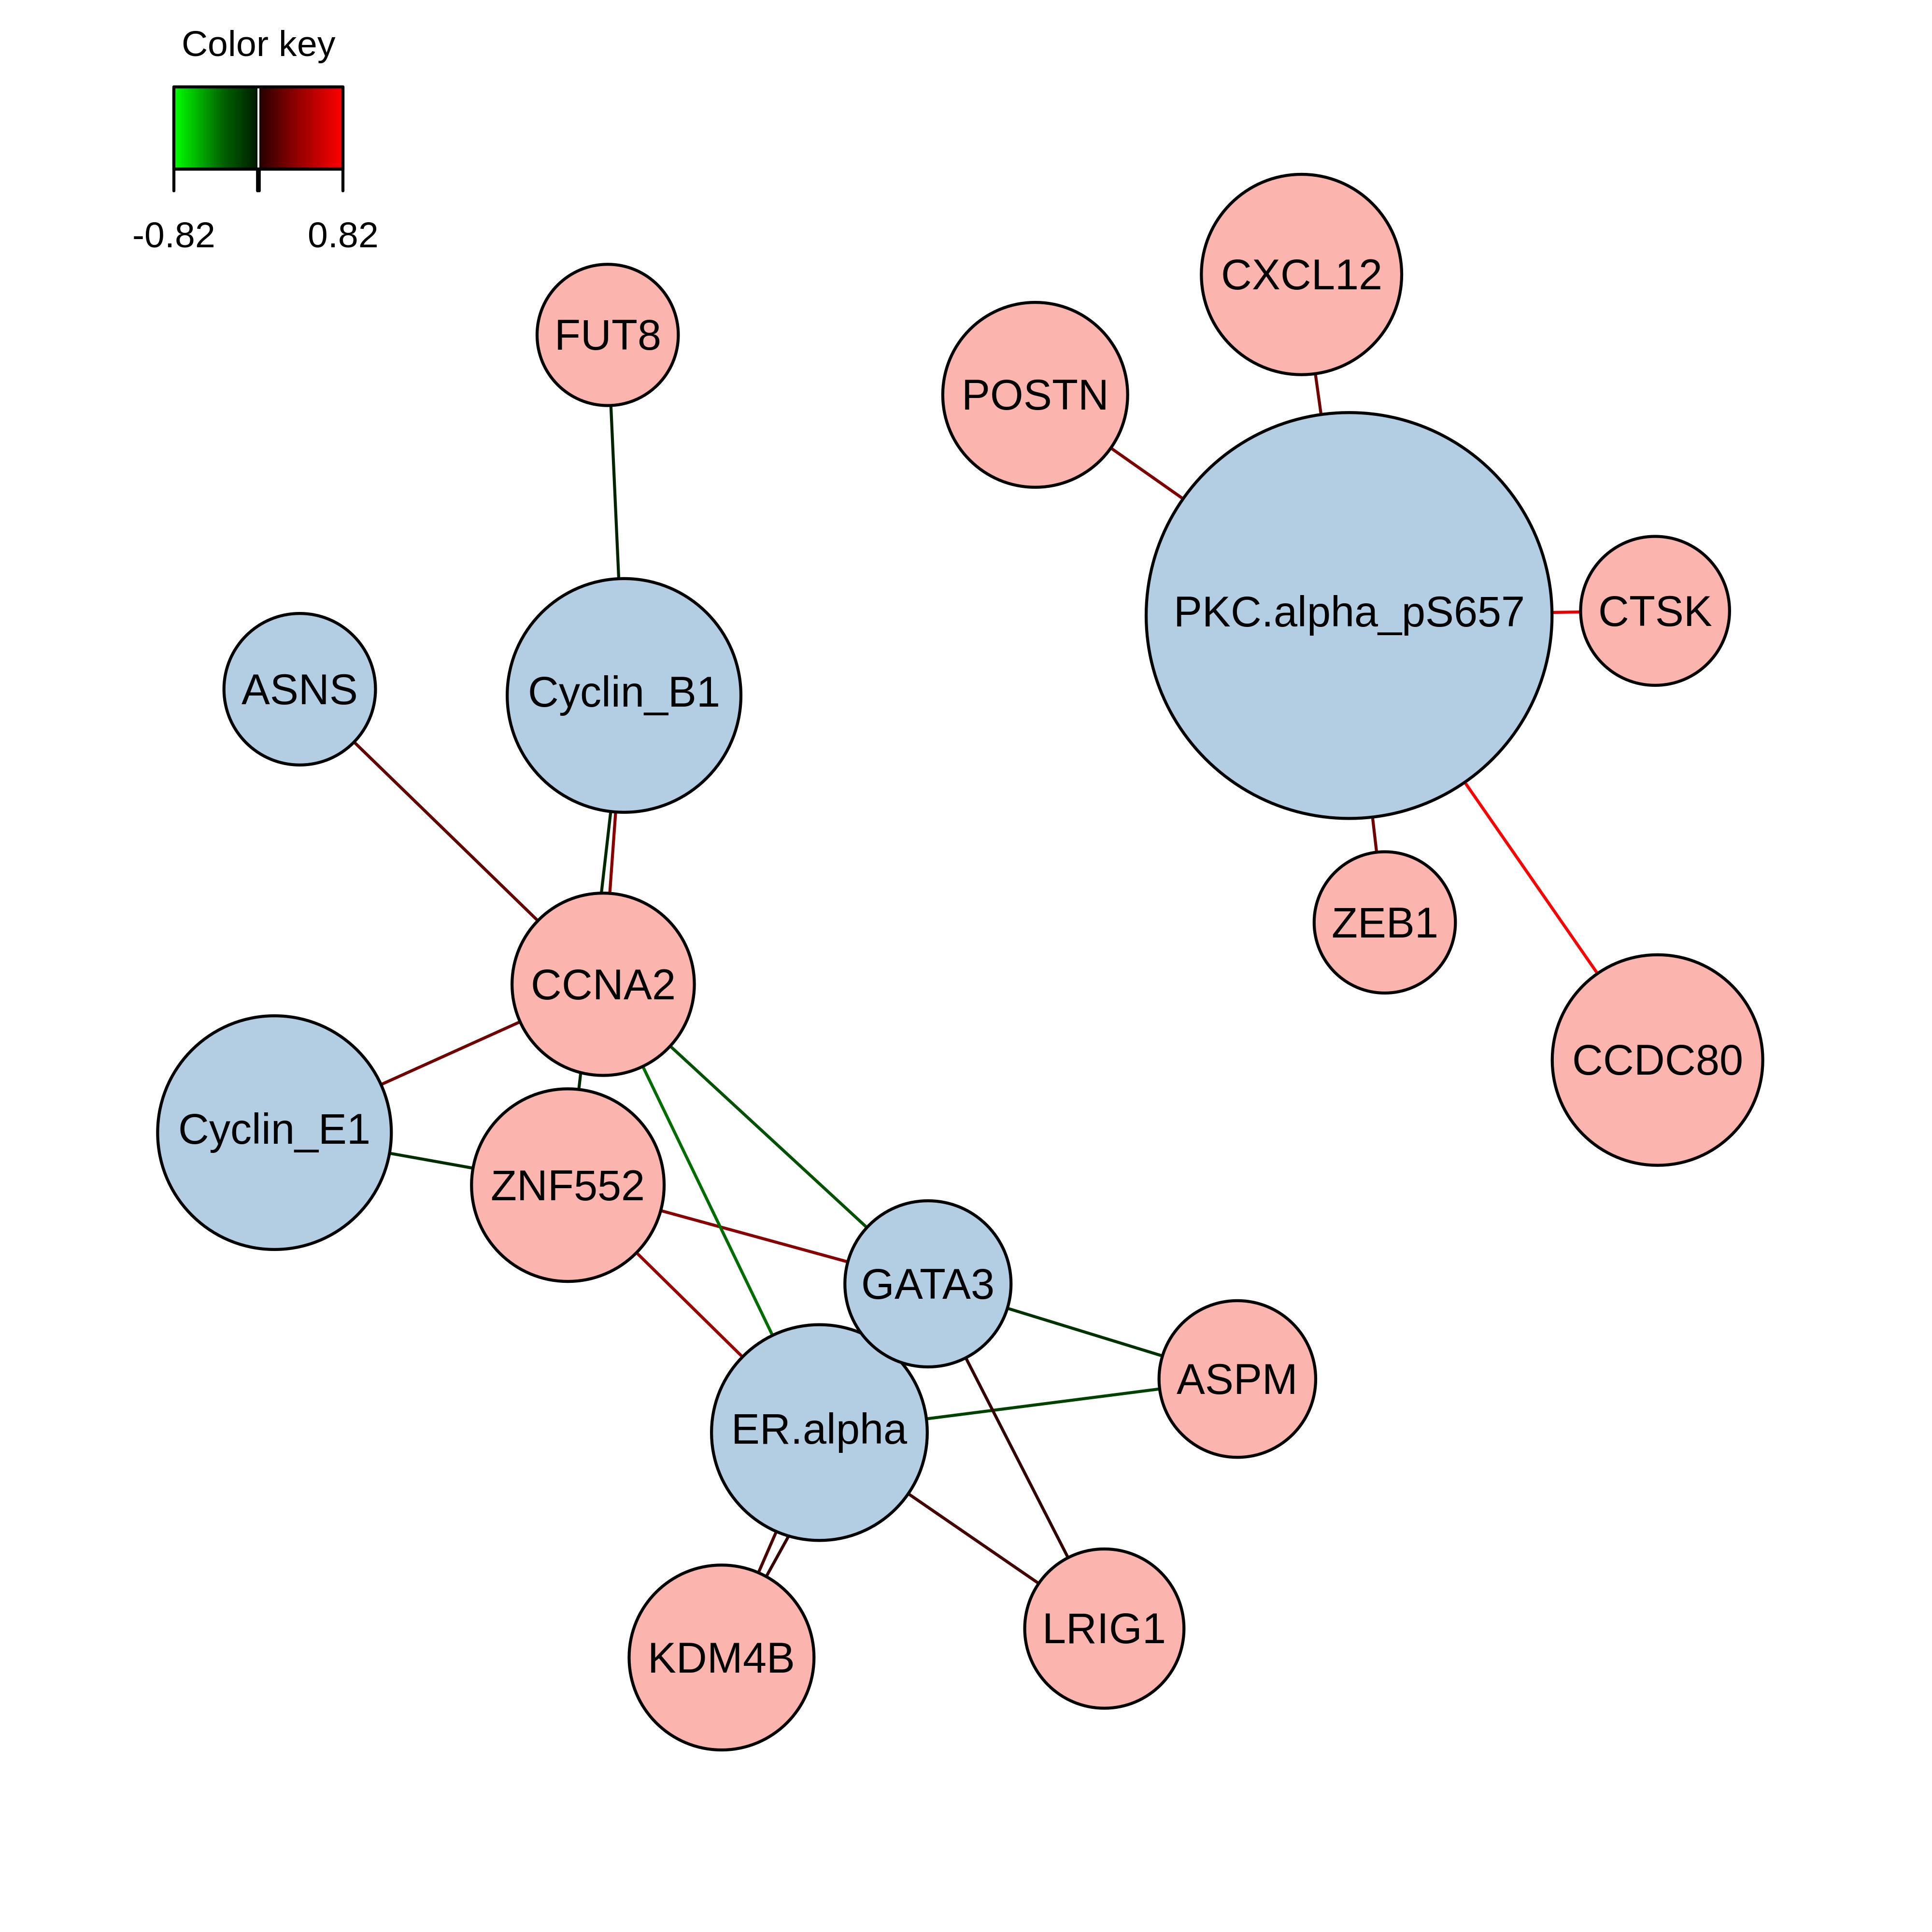 Color key
-0.82 0.82
CXCL12
FUT8
POSTN
PKC.alpha_pS657
CTSK
ASNS
Cyclin_B1
ZEB1
CCNA2
CCDC80
Cyclin_E1
ZNF552
GATA3
ASPM
ER.alpha
LRIG1
KDM4B